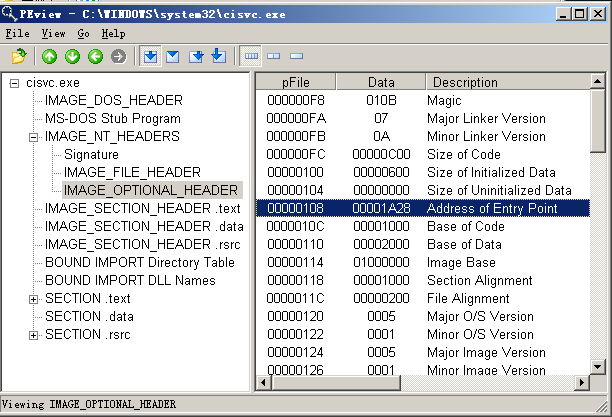 PEview - C:\WINDOWS\system32\cisvc.exe
File View Go Help
cisvc.exe
IMAGE_DOS_HEADER
MS-DOS Stub Program
IMAGE_NT_HEADERS
Signature
IMAGE_FILE_HEADER
IMAGE_OPTIONAL_HEADER
IMAGE_SECTION_HEADER .text
IMAGE_SECTION_HEADER .data
IMAGE_SECTION_HEADER .rsrc
BOUND IMPORT Directory Table
BOUND IMPORT DLL Names
SECTION .text
SECTION .data
SECTION .rsrc
pFile Data Description
000000F8 010B Magic
000000FA 07 Major Linker Version
000000FB 0A Minor Linker Version
000000FC 00000C00 Size of Code
00000100 00000600 Size of Initialized Data
00000104 00000000 Size of Uninitialized Data
00000108 00001A28 Address of Entry Point
0000010C 00001000 Base of Code
00000110 00002000 Base of Data
00000114 01000000 Image Base
00000118 00001000 Section Alignment
0000011C 00000200 File Alignment
00000120 0005 Major O/S Version
00000122 0001 Minor O/S Version
00000124 0005 Major Image Version
00000126 0001 Minor Image Version
Viewing IMAGE_OPTIONAL_HEADER